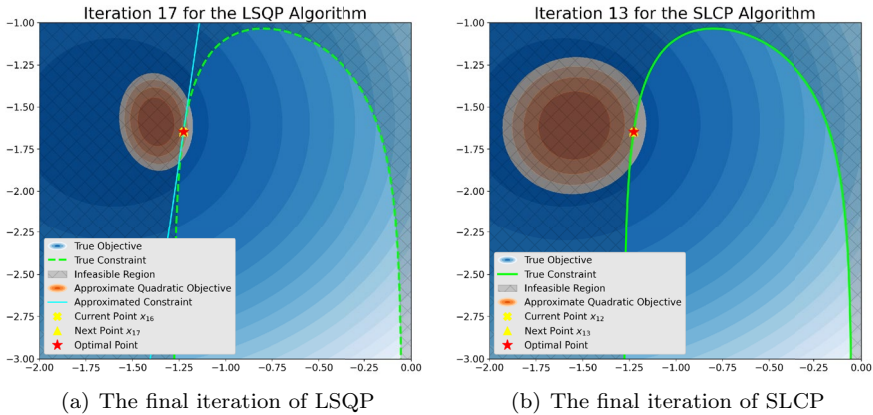 Iteration 17 for the LSQP Algorithm
−1.00
−1.25
−1.50
−1.75
−2.00
−2.25
−2.50
−2.75
−3.00
True Objective
True Constraint
Infeasible Region
Approximate Quadratic Objective
Approximated Constraint
Current Point x₁₆
Next Point x₁₇
Optimal Point
−2.00 −1.75 −1.50 −1.25 −1.00 −0.75 −0.50 −0.25 0.00
(a) The final iteration of LSQP
Iteration 13 for the SLCP Algorithm
−1.00
−1.25
−1.50
−1.75
−2.00
−2.25
−2.50
−2.75
−3.00
True Objective
True Constraint
Infeasible Region
Approximate Quadratic Objective
Current Point x₁₂
Next Point x₁₃
Optimal Point
−2.00 −1.75 −1.50 −1.25 −1.00 −0.75 −0.50 −0.25 0.00
(b) The final iteration of SLCP